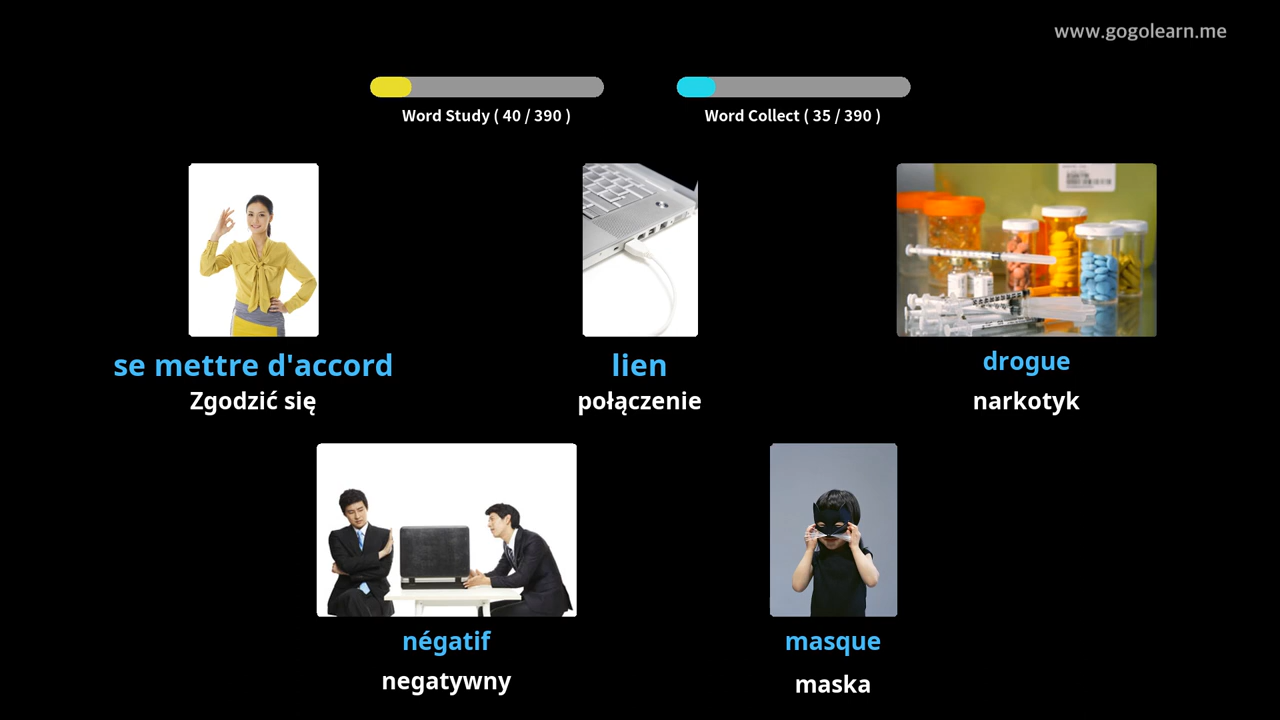 www.gogolearn.me
Word Study ( 40 / 390 )
Word Collect ( 35 / 390 )
se mettre d'accord
Zgodzić się
lien
połączenie
drogue
narkotyk
négatif
negatywny
masque
maska